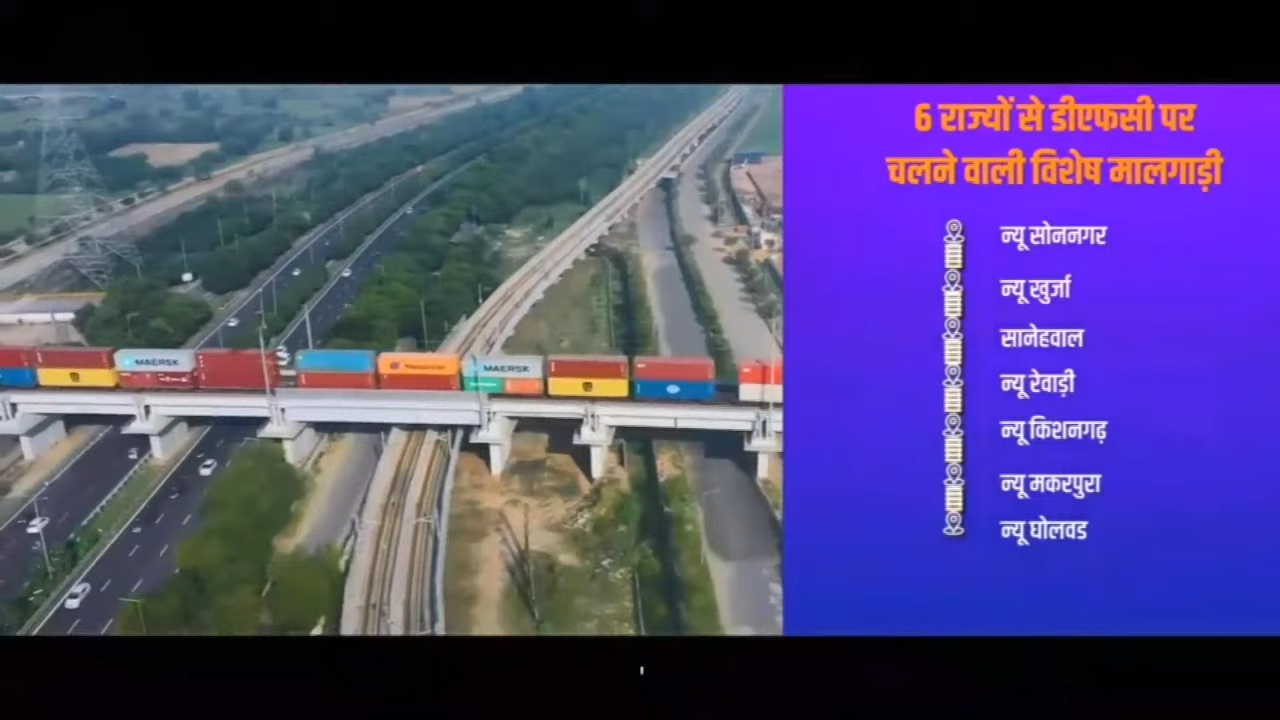 6 राज्यों से डीएफसी पर
चलने वाली विशेष मालगाड़ी
न्यू सोननगर
न्यू खुर्जा
सानेहवाल
न्यू रेवाड़ी
न्यू किशनगढ़
न्यू मकरपुरा
न्यू घोलवड
MAERSK
MAERSK